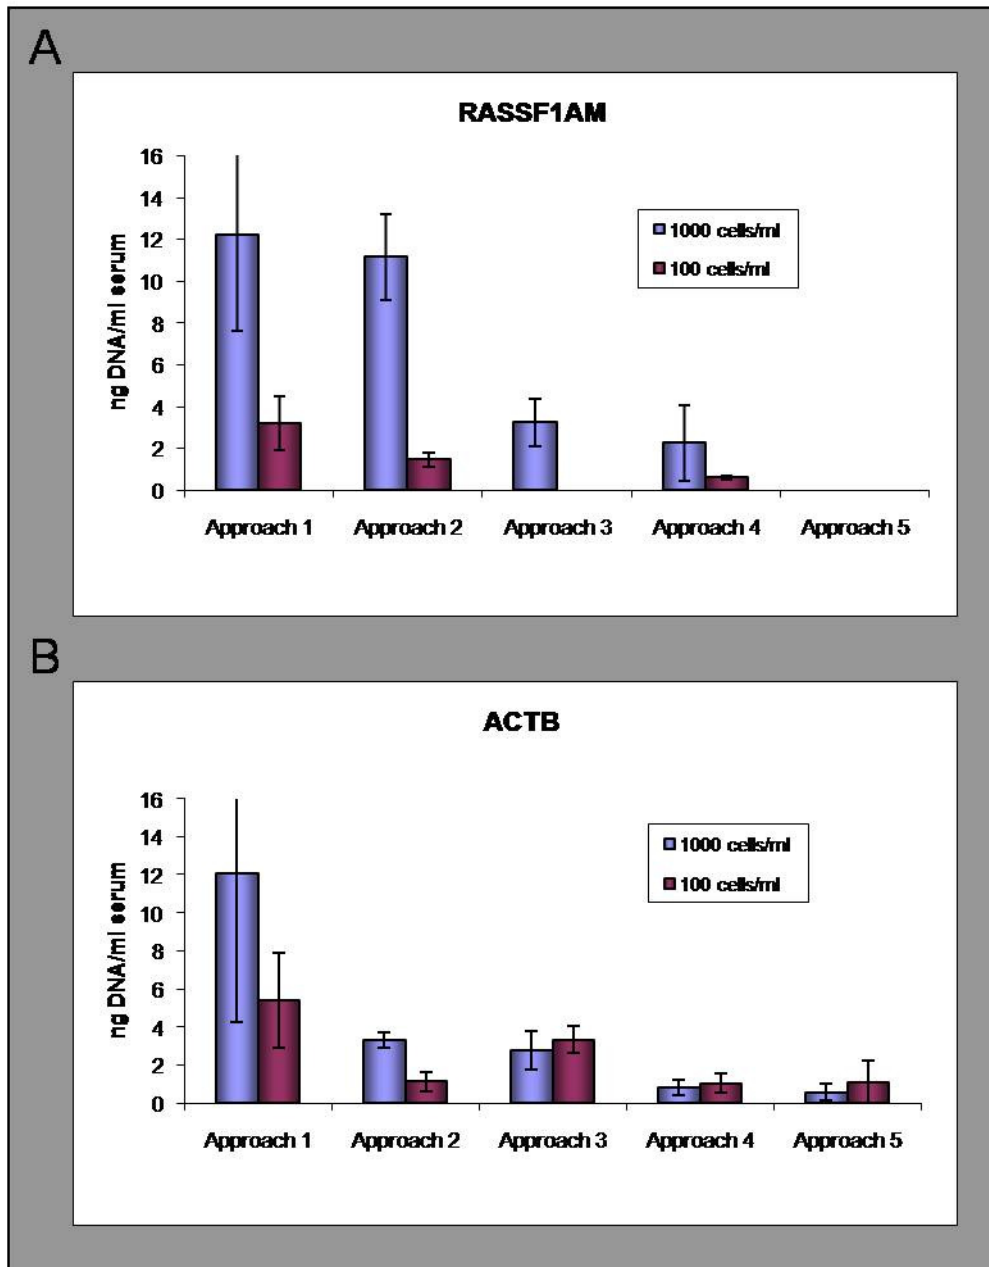 A
RASSF1AM
ng DNA/ml serum
16
14
12
10
8
6
4
2
0
1000 cells/ml
100 cells/ml
Approach 1 Approach 2 Approach 3 Approach 4 Approach 5
B
ACTB
ng DNA/ml serum
16
14
12
10
8
6
4
2
0
1000 cells/ml
100 cells/ml
Approach 1 Approach 2 Approach 3 Approach 4 Approach 5